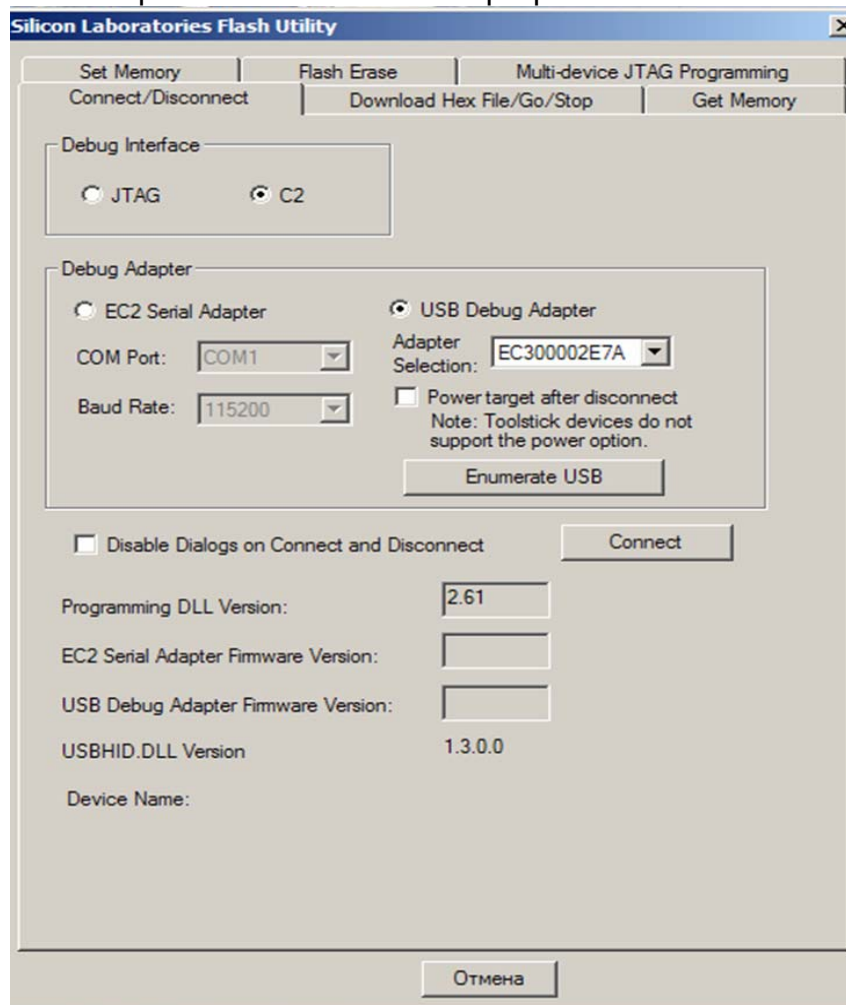 Silicon Laboratories Flash Utility
Set Memory
Flash Erase
Multi-device JTAG Programming
Connect/Disconnect
Download Hex File/Go/Stop
Get Memory
Debug Interface
JTAG
C2
Debug Adapter
EC2 Serial Adapter
USB Debug Adapter
COM Port:
COM1
Adapter
Selection:
EC300002E7A
Baud Rate:
115200
Power target after disconnect
Note: Toolstick devices do not
support the power option.
Enumerate USB
Disable Dialogs on Connect and Disconnect
Connect
Programming DLL Version:
2.61
EC2 Serial Adapter Firmware Version:
USB Debug Adapter Firmware Version:
USBHID.DLL Version
1.3.0.0
Device Name:
Отмена